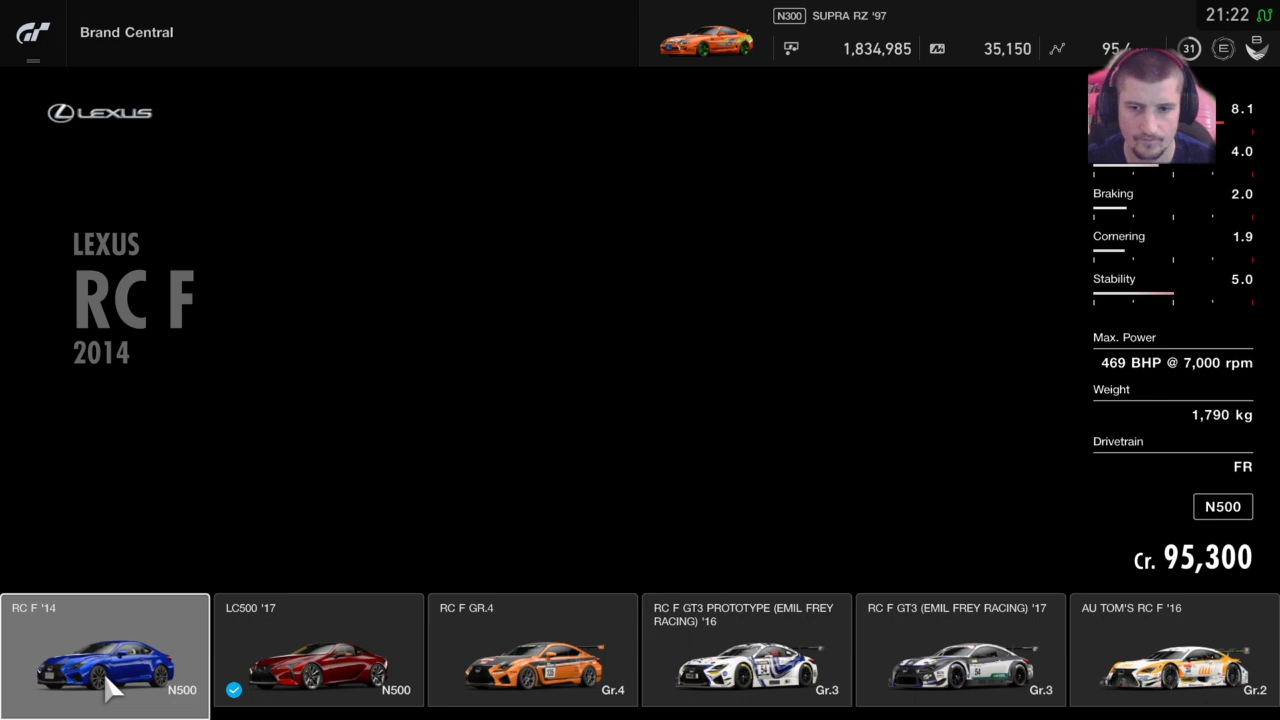 Brand Central
N300 SUPRA RZ '97
1,834,985
35,150
21:22
31
E
B
LEXUS
LEXUS
RC F
2014
8.1
4.0
Braking 2.0
Cornering 1.9
Stability 5.0
Max. Power
469 BHP @ 7,000 rpm
Weight
1,790 kg
Drivetrain
FR
N500
Cr. 95,300
RC F '14
N500
LC500 '17
N500
RC F GR.4
Gr.4
RC F GT3 PROTOTYPE (EMIL FREY
RACING) '16
Gr.3
RC F GT3 (EMIL FREY RACING) '17
Gr.3
AU TOM'S RC F '16
Gr.2